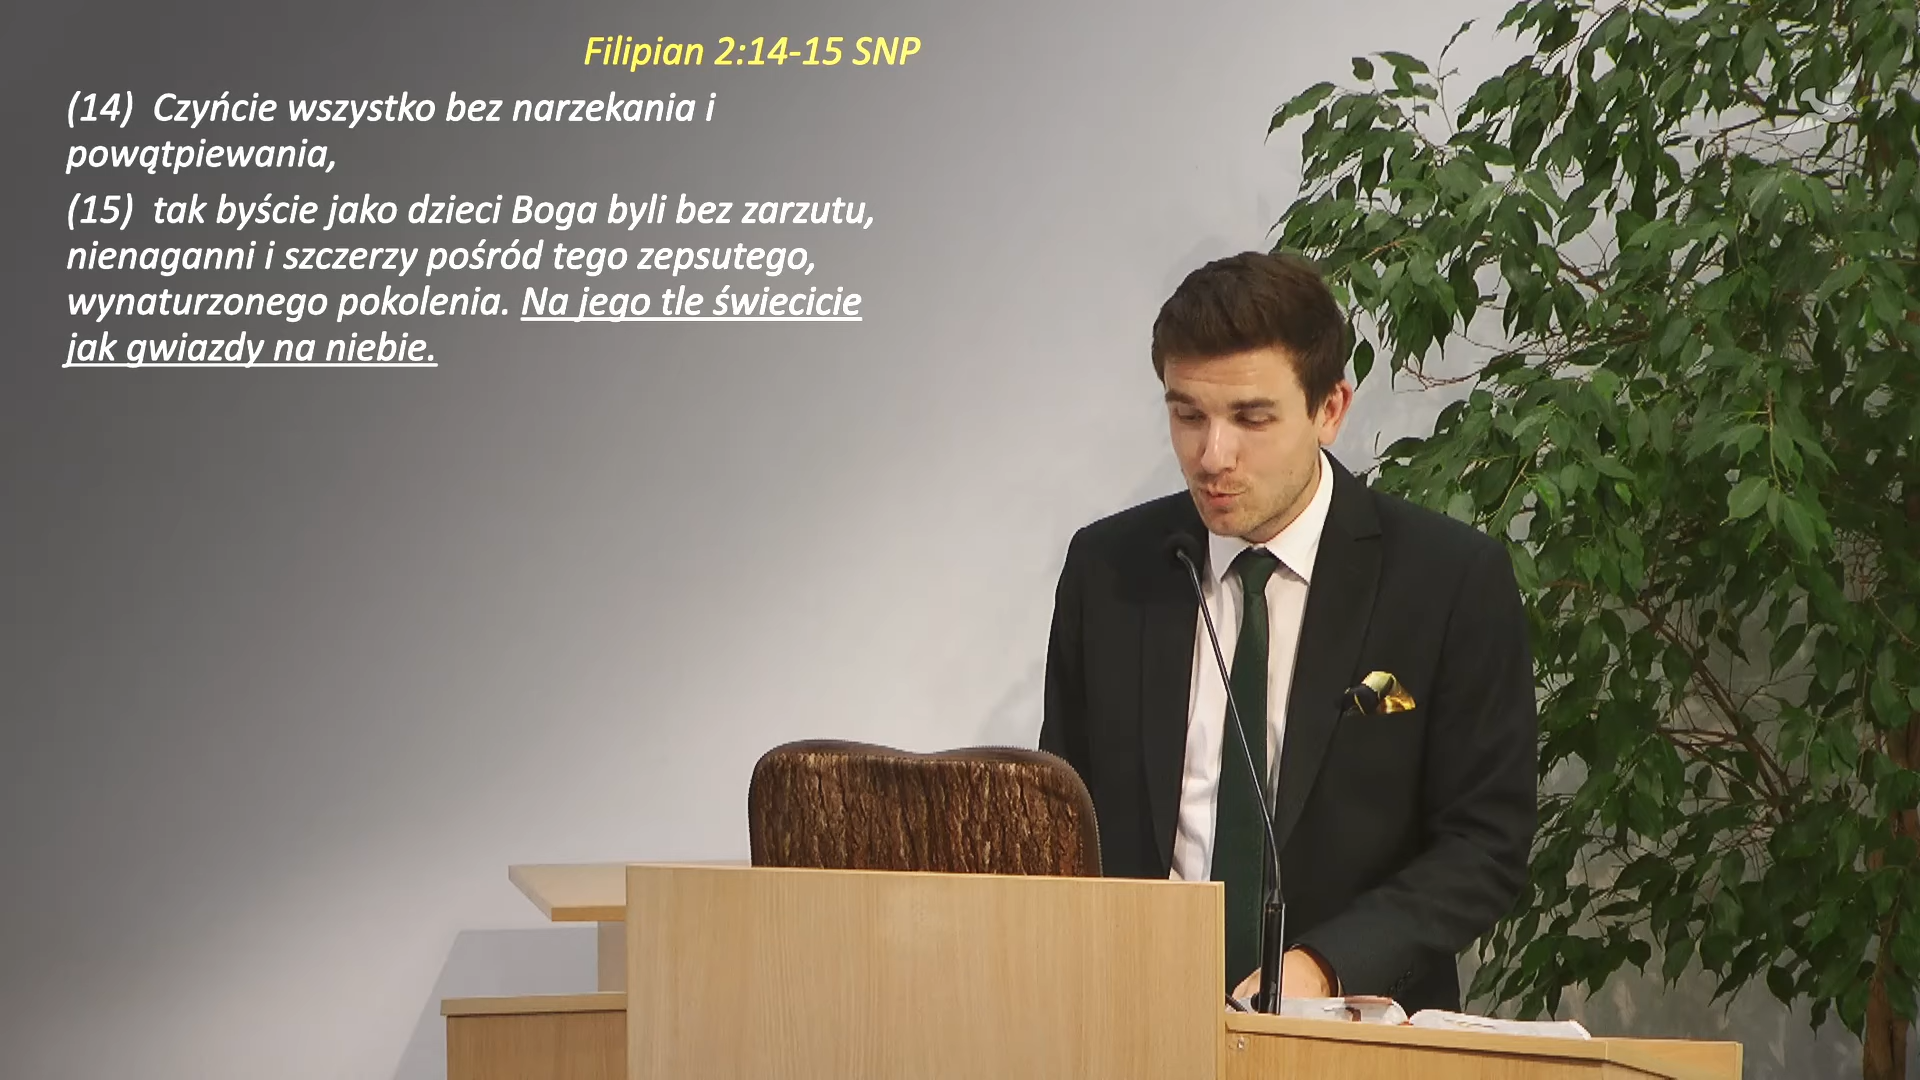 Filipian 2:14-15 SNP
(14) Czyńcie wszystko bez narzekania i
powątpiewania,
(15) tak byście jako dzieci Boga byli bez zarzutu,
nienaganni i szczerzy pośród tego zepsutego,
wynaturzonego pokolenia. Na jego tle świecicie
jak gwiazdy na niebie.